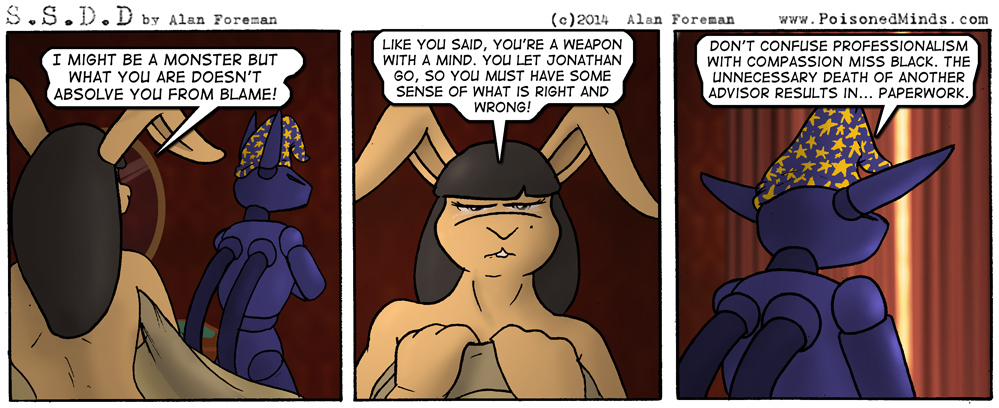 S.S.D.D by Alan Foreman (c)2014 Alan Foreman www.PoisonedMinds.com
I MIGHT BE A MONSTER BUT
WHAT YOU ARE DOESN'T
ABSOLVE YOU FROM BLAME!
LIKE YOU SAID, YOU'RE A WEAPON
WITH A MIND. YOU LET JONATHAN
GO, SO YOU MUST HAVE SOME
SENSE OF WHAT IS RIGHT AND
WRONG!
DON'T CONFUSE PROFESSIONALISM
WITH COMPASSION MISS BLACK. THE
UNNECESSARY DEATH OF ANOTHER
ADVISOR RESULTS IN... PAPERWORK.